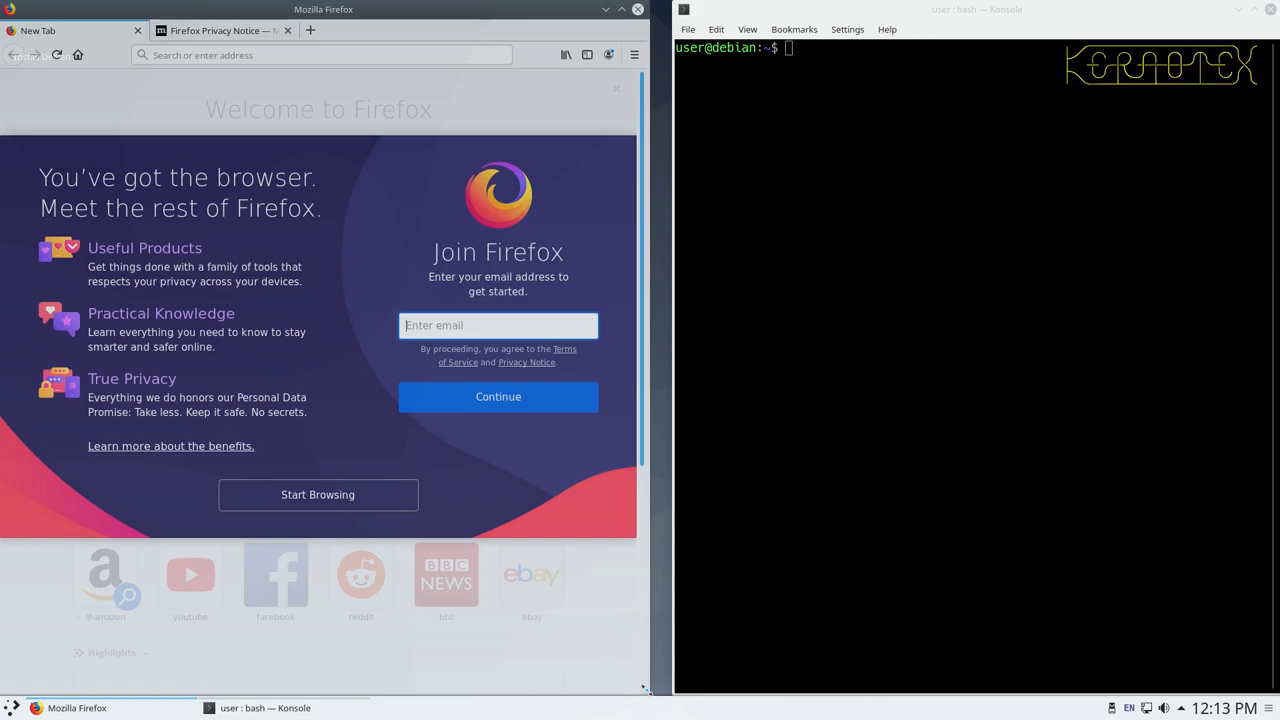 Mozilla Firefox
New Tab
Firefox Privacy Notice — M
Search or enter address
Welcome to Firefox
You've got the browser.
Meet the rest of Firefox.
Useful Products
Get things done with a family of tools that
respects your privacy across your devices.
Practical Knowledge
Learn everything you need to know to stay
smarter and safer online.
True Privacy
Everything we do honors our Personal Data
Promise: Take less. Keep it safe. No secrets.
Learn more about the benefits.
Join Firefox
Enter your email address to
get started.
Enter email
By proceeding, you agree to the Terms
of Service and Privacy Notice.
Continue
Start Browsing
BBC
NEWS
ebay
@amazon
youtube
facebook
reddit
bbc
ebay
Highlights
user : bash — Konsole
File Edit View Bookmarks Settings Help
user@debian:~$
Mozilla Firefox
user : bash — Konsole
EN
12:13 PM